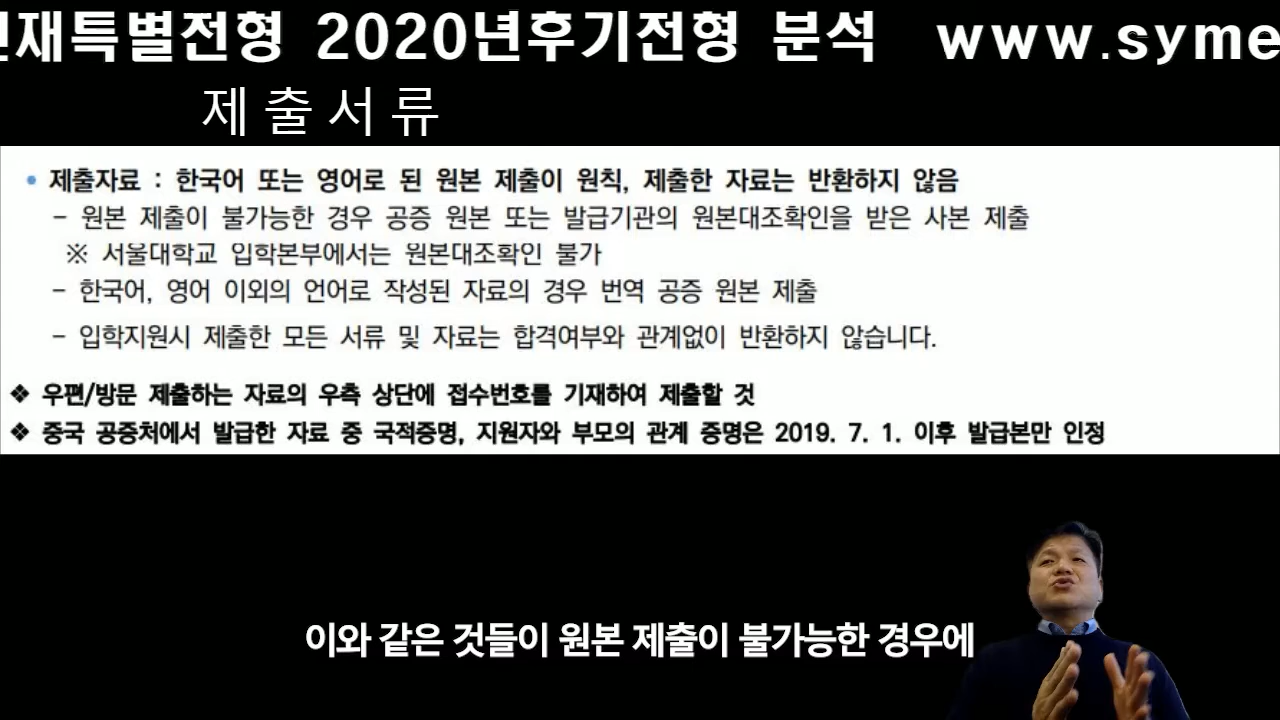 인재특별전형 2020년후기전형 분석 www.syme
제출서류
• 제출자료 : 한국어 또는 영어로 된 원본 제출이 원칙, 제출한 자료는 반환하지 않음
- 원본 제출이 불가능한 경우 공증 원본 또는 발급기관의 원본대조확인을 받은 사본 제출
※ 서울대학교 입학본부에서는 원본대조확인 불가
- 한국어, 영어 이외의 언어로 작성된 자료의 경우 번역 공증 원본 제출
- 입학지원시 제출한 모든 서류 및 자료는 합격여부와 관계없이 반환하지 않습니다.
❖ 우편/방문 제출하는 자료의 우측 상단에 접수번호를 기재하여 제출할 것
❖ 중국 공증처에서 발급한 자료 중 국적증명, 지원자와 부모의 관계 증명은 2019. 7. 1. 이후 발급본만 인정
이와 같은 것들이 원본 제출이 불가능한 경우에